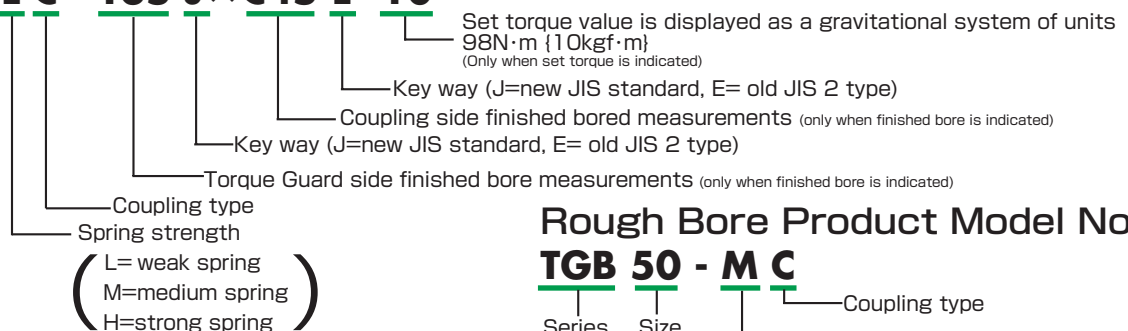 Set torque value is displayed as a gravitational system of units
98N·m {10kgf·m}
(Only when set torque is indicated)
Key way (J=new JIS standard, E= old JIS 2 type)
Coupling side finished bored measurements (only when finished bore is indicated)
Key way (J=new JIS standard, E= old JIS 2 type)
Torque Guard side finished bore measurements (only when finished bore is indicated)
Coupling type
Spring strength
L= weak spring
M=medium spring
H=strong spring
Rough Bore Product Model No
TGB 50 - M C
Coupling type
Series Size